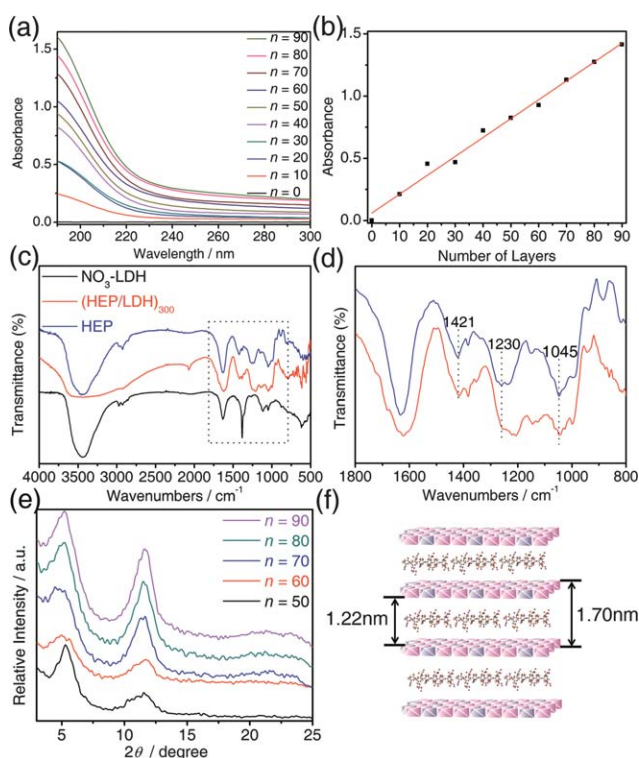 (a)
1.5
1.0
0.5
0.0
Absorbance
220 240 260 280 300
Wavelength / nm
n = 90
n = 80
n = 70
n = 60
n = 50
n = 40
n = 30
n = 20
n = 10
n = 0
(b)
1.5
1.0
0.5
0.0
Absorbance
0 10 20 30 40 50 60 70 80 90
Number of Layers
(c)
NO3-LDH
(HEP/LDH)300
HEP
Transmittance (%)
4000 3500 3000 2500 2000 1500 1000 500
Wavenumbers / cm-1
(d)
1421
1230
1045
Transmittance (%)
1800 1600 1400 1200 1000 800
Wavenumbers / cm-1
(e)
n = 90
n = 80
n = 70
n = 60
n = 50
Relative Intensity / a.u.
5 10 15 20 25
2θ / degree
(f)
1.22nm
1.70nm